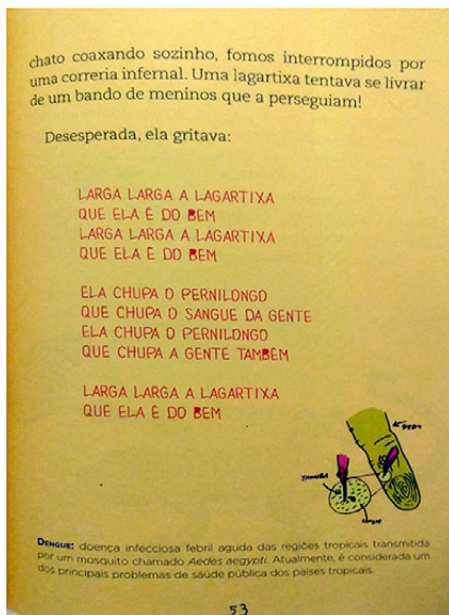 chato coaxando sozinho, fomos interrompidos por
uma correria infernal. Uma lagartixa tentava se livrar
de um bando de meninos que a perseguiam!
Desesperada, ela gritava:
LARGA LARGA A LAGARTIXA
QUE ELA É DO BEM
LARGA LARGA A LAGARTIXA
QUE ELA É DO BEM
ELA CHUPA O PERNILONGO
QUE CHUPA O SANGUE DA GENTE
ELA CHUPA O PERNILONGO
QUE CHUPA A GENTE TAMBÉM
LARGA LARGA A LAGARTIXA
QUE ELA É DO BEM
DEDO
DENGUE: doença infecciosa febril aguda das regiões tropicais transmitida
por um mosquito chamado Aedes aegypti. Atualmente, é considerada um
dos principais problemas de saúde pública dos países tropicais.
53